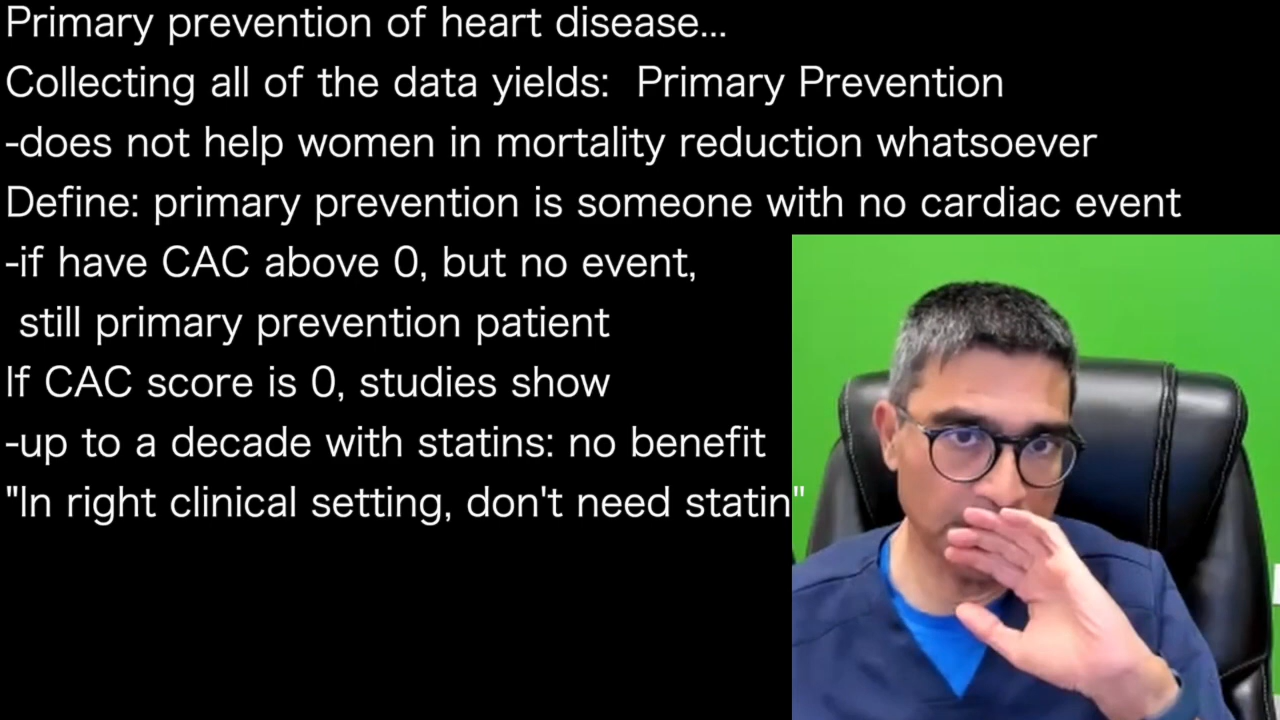 Primary prevention of heart disease...
Collecting all of the data yields:  Primary Prevention
-does not help women in mortality reduction whatsoever
Define: primary prevention is someone with no cardiac event
-if have CAC above 0, but no event,
still primary prevention patient
If CAC score is 0, studies show
-up to a decade with statins: no benefit
"In right clinical setting, don't need statin"